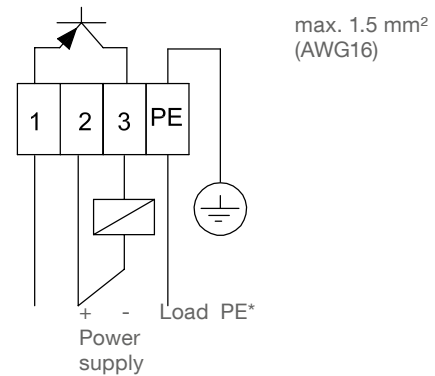 max. 1.5 mm²
(AWG16)
1 2 3 PE
+ - Load PE*
Power
supply